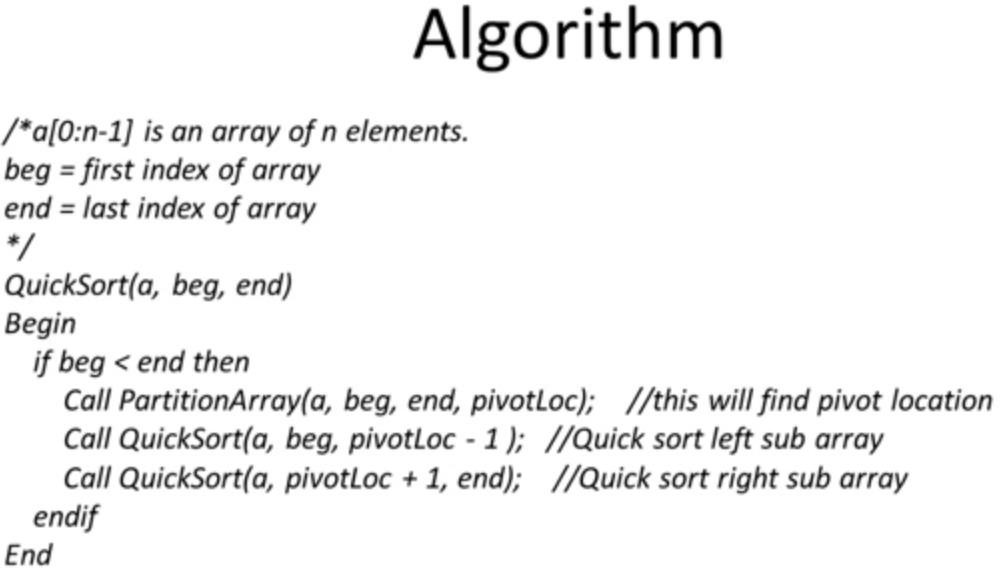 Algorithm
/*a[0:n-1] is an array of n elements.
beg = first index of array
end = last index of array
*/
QuickSort(a, beg, end)
Begin
if beg < end then
Call PartitionArray(a, beg, end, pivotLoc); //this will find pivot location
Call QuickSort(a, beg, pivotLoc - 1 ); //Quick sort left sub array
Call QuickSort(a, pivotLoc + 1, end); //Quick sort right sub array
endif
End